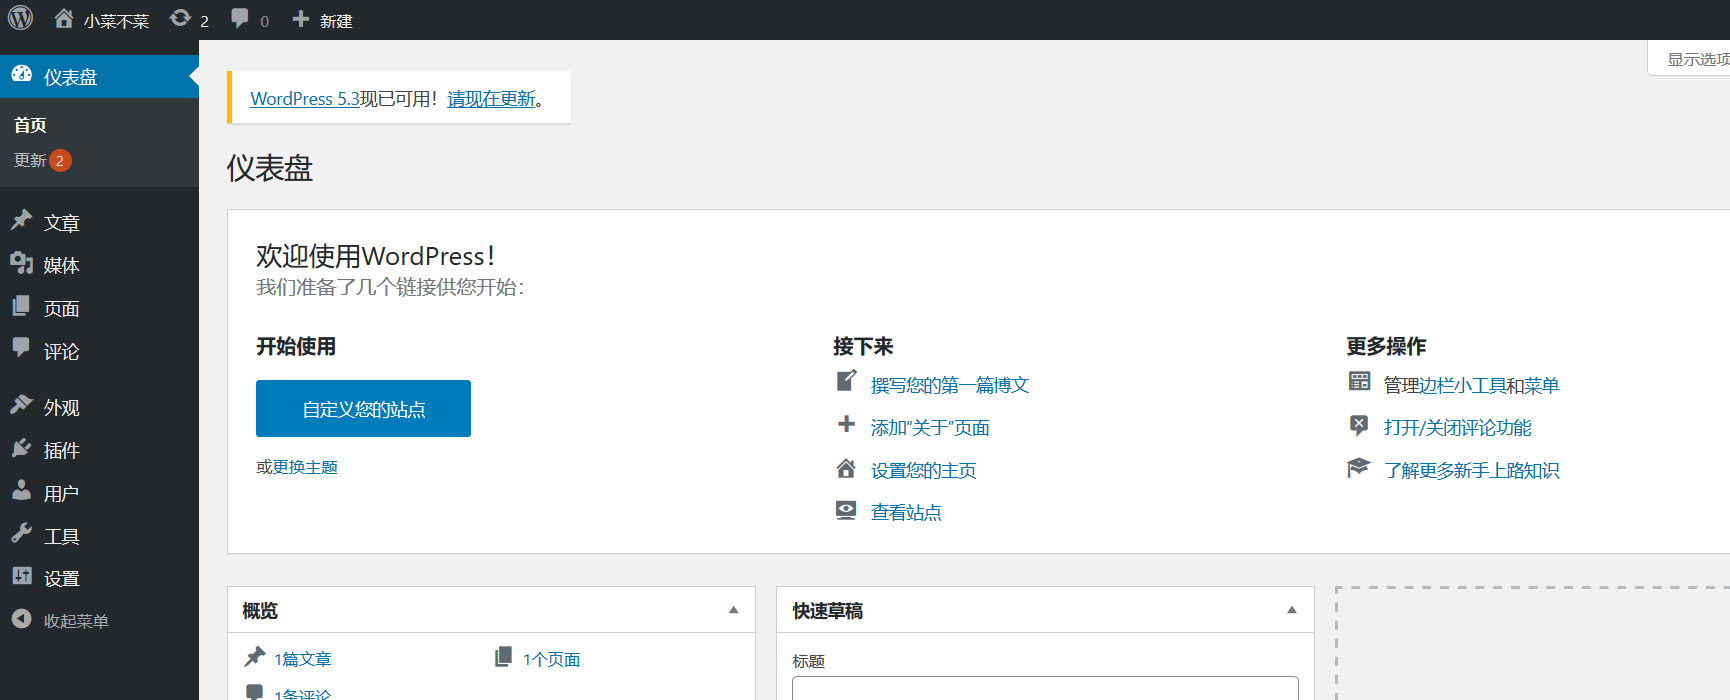 小菜不菜 2 0 新建
显示选项
仪表盘
首页
更新 2
文章
媒体
页面
评论
外观
插件
用户
工具
设置
收起菜单
WordPress 5.3现已可用！请现在更新。
仪表盘
欢迎使用WordPress！
我们准备了几个链接供您开始：
开始使用
自定义您的站点
或更换主题
接下来
撰写您的第一篇博文
添加“关于”页面
设置您的主页
查看站点
更多操作
管理边栏小工具和菜单
打开/关闭评论功能
了解更多新手上路知识
概览
1篇文章
1个页面
1条评论
快速草稿
标题